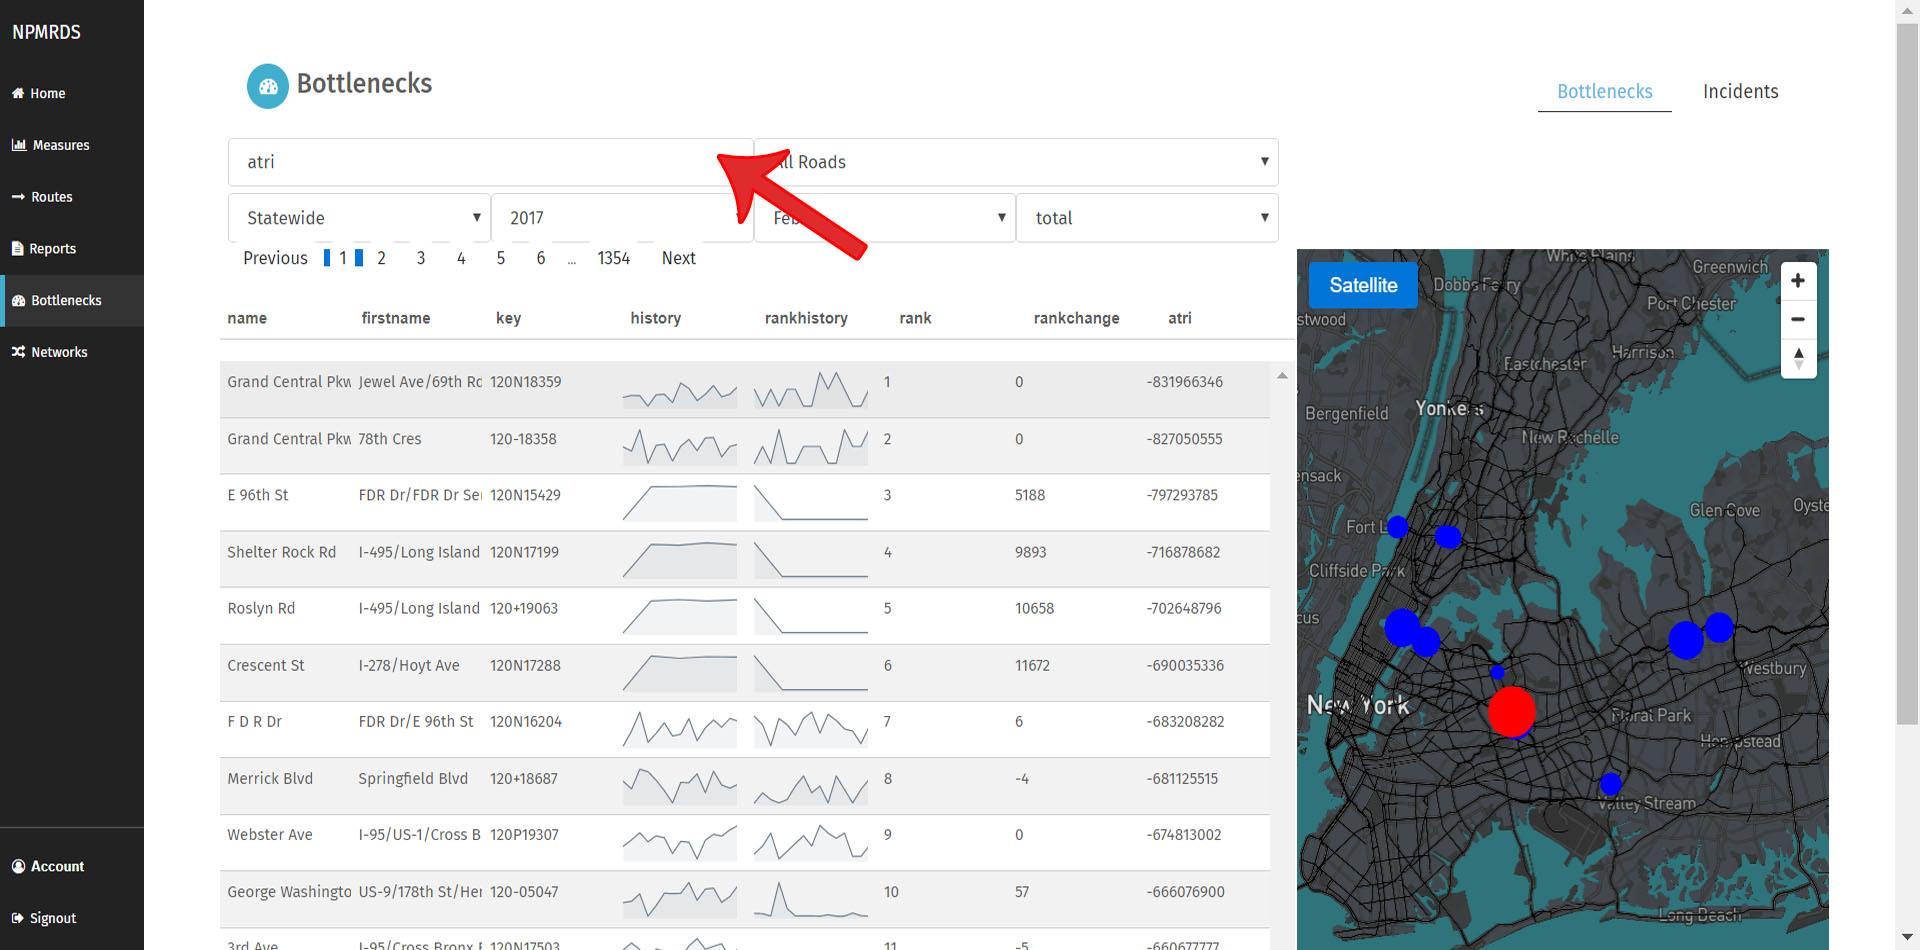 NPMRDS
Home
Measures
Routes
Reports
Bottlenecks
Networks
Account
Signout
Bottlenecks
Bottlenecks Incidents
atri All Roads
Statewide 2017 Feb total
Previous 1 2 3 4 5 6 ... 1354 Next
name firstname key history rankhistory rank rankchange atri
Grand Central Pkw Jewel Ave/69th Rd 120N18359 1 0 -831966346
Grand Central Pkw 78th Cres 120-18358 2 0 -827050555
E 96th St FDR Dr/FDR Dr Ser 120N15429 3 5188 -797293785
Shelter Rock Rd I-495/Long Island 120N17199 4 9893 -716878682
Roslyn Rd I-495/Long Island 120+19063 5 10658 -702648796
Crescent St I-278/Hoyt Ave 120N17288 6 11672 -690035336
F D R Dr FDR Dr/E 96th St 120N16204 7 6 -683208282
Merrick Blvd Springfield Blvd 120+18687 8 -4 -681125515
Webster Ave I-95/US-1/Cross B 120P19307 9 0 -674813002
George Washingto US-9/178th St/Her 120-05047 10 57 -666076900
3rd Ave I-95/Cross Bronx E 120N17503 11 -5 -660677777
Satellite
White Plains
Greenwich
Dobbs Ferry
Port Chester
stwood
Harrison
Eastchester
Bergenfield
Yonkers
New Rochelle
ensack
Glen Cove
Oyste
Fort L
Cliffside Park
cus
Westbury
New York
Floral Park
Hempstead
Valley Stream
Long Beach